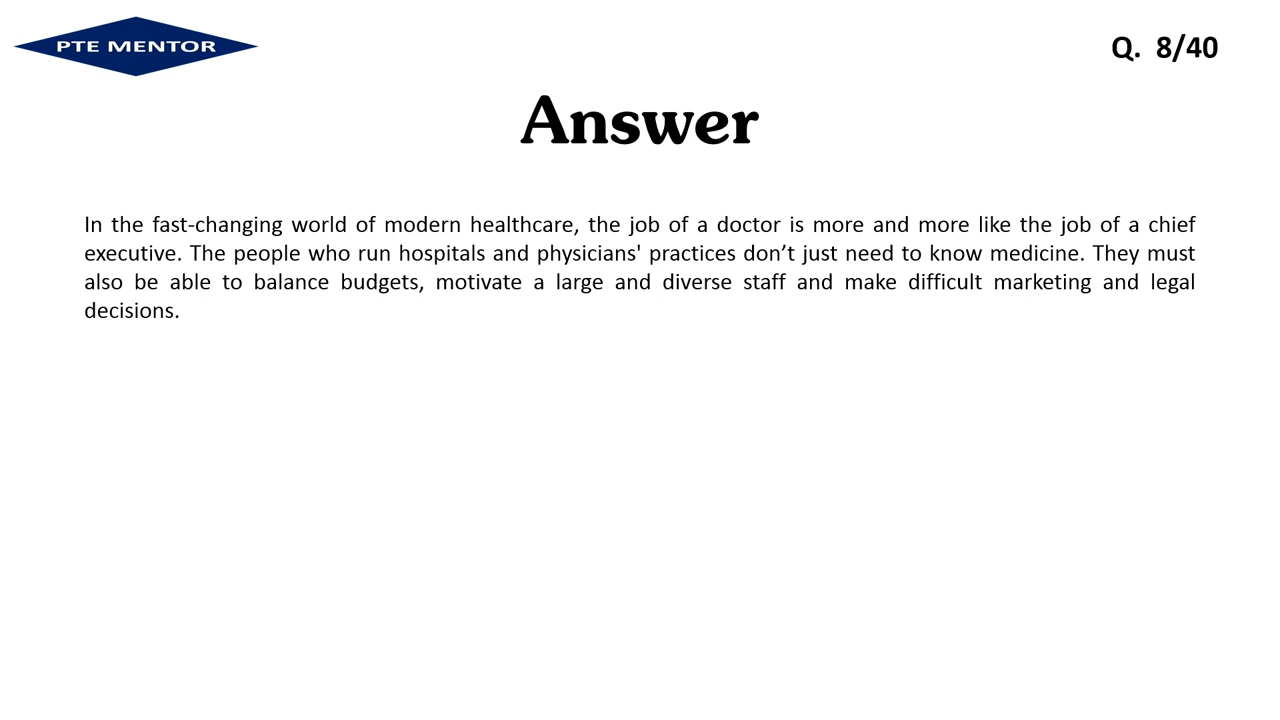 PTE MENTOR
Q. 8/40
Answer
In the fast-changing world of modern healthcare, the job of a doctor is more and more like the job of a chief
executive. The people who run hospitals and physicians' practices don’t just need to know medicine. They must
also be able to balance budgets, motivate a large and diverse staff and make difficult marketing and legal
decisions.